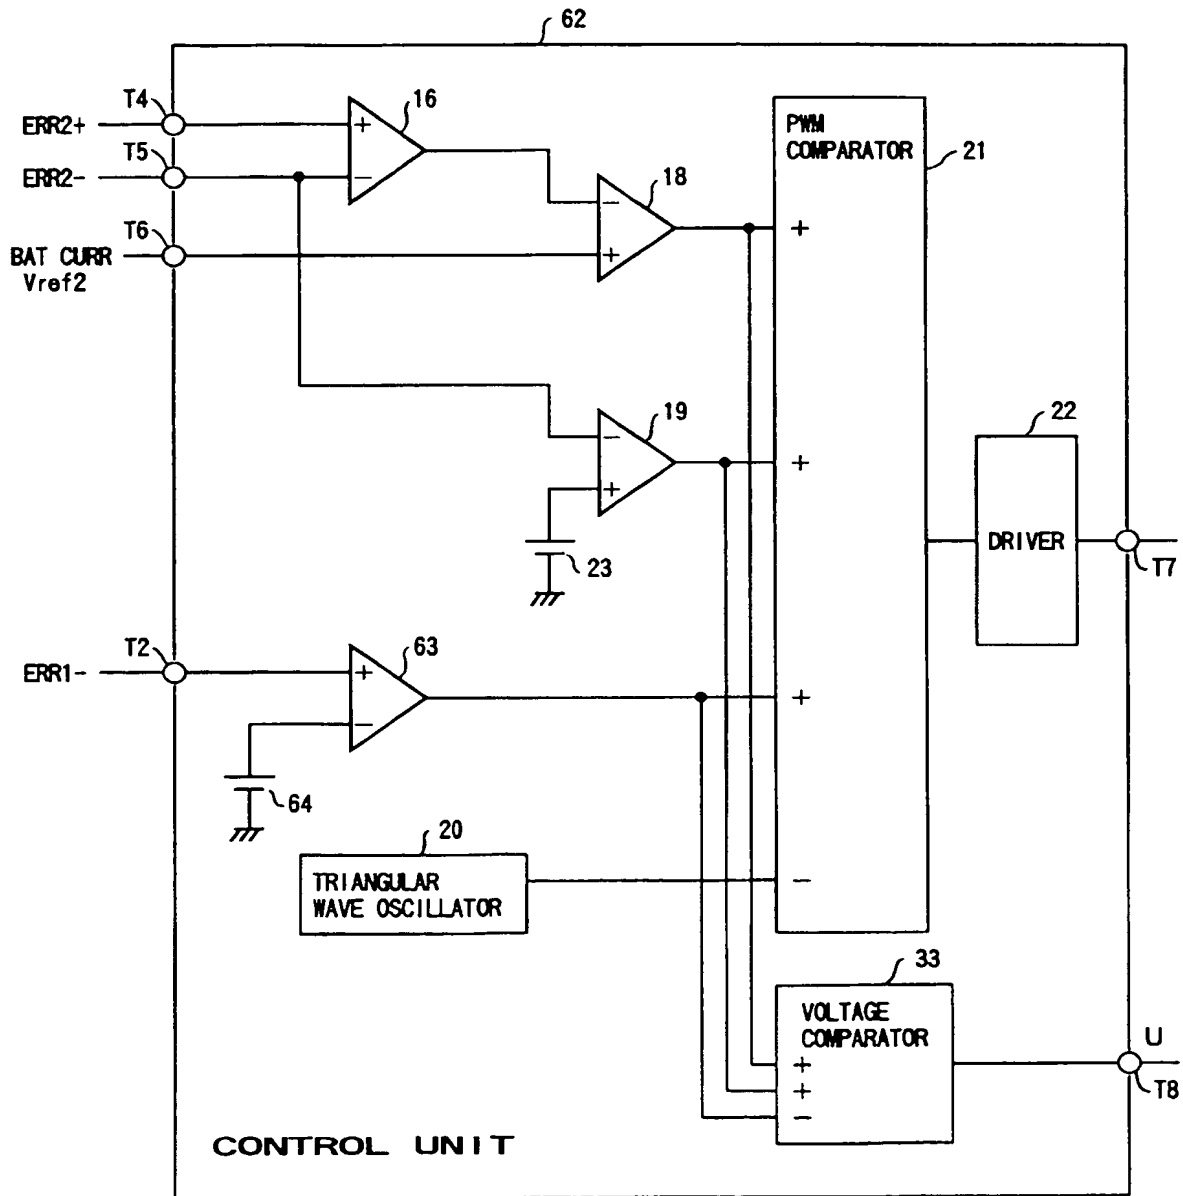 62
T4
ERR2+
16
+
−
T5
ERR2-
T6
BAT CURR
Vref2
18
−
+
PWM
COMPARATOR
21
+
19
−
+
+
23
22
DRIVER
T7
T2
ERR1-
63
+
−
+
64
20
TRIANGULAR
WAVE OSCILLATOR
−
33
VOLTAGE
COMPARATOR
+
+
−
U
T8
CONTROL UNIT